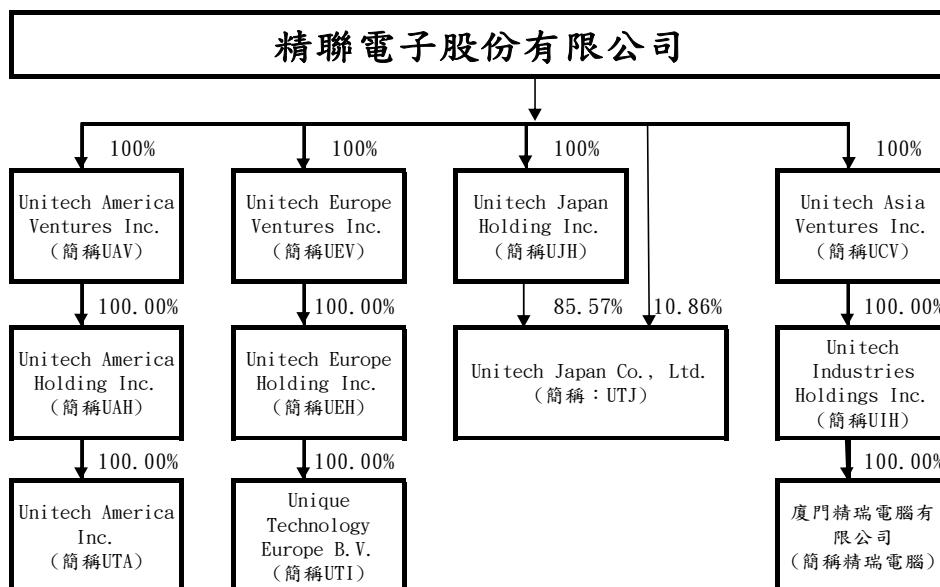 精聯電子股份有限公司
100%
100%
100%
100%
Unitech America
Ventures Inc.
(簡稱UAV)
Unitech Europe
Ventures Inc.
(簡稱UEV)
Unitech Japan
Holding Inc.
(簡稱UJH)
Unitech Asia
Ventures Inc.
(簡稱UCV)
100.00%
100.00%
85.57%
10.86%
100.00%
Unitech America
Holding Inc.
(簡稱UAH)
Unitech Europe
Holding Inc.
(簡稱UEH)
Unitech Japan Co., Ltd.
(簡稱：UTJ)
Unitech
Industries
Holdings Inc.
(簡稱UIH)
100.00%
100.00%
100.00%
Unitech America
Inc.
(簡稱UTA)
Unique
Technology
Europe B.V.
(簡稱UTI)
廈門精瑞電腦有
限公司
(簡稱精瑞電腦)